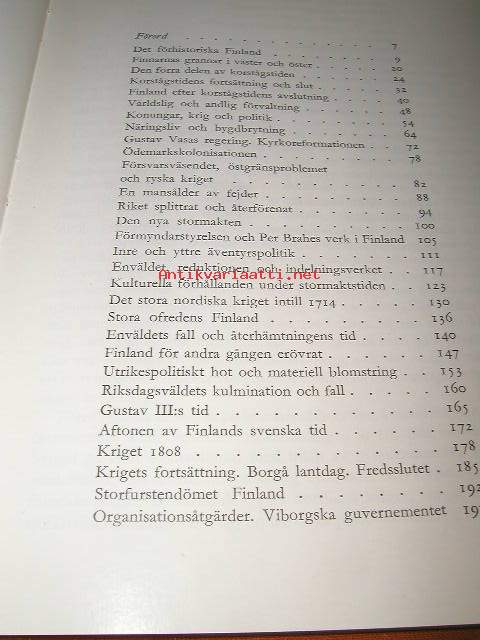 Förord . . . . . . . . . . . . 7
Det förhistoriska Finland . . . . . . . 9
Finnarnas grannar i väster och öster . . . 20
Den förra delen av korstågstiden . . . . 24
Korstågstidens fortsättning och slut . . . 32
Finland efter korstågstidens avslutning . . 40
Världslig och andlig förvaltning . . . . . 48
Konungar, krig och politik . . . . . . 54
Näringsliv och bygdbrytning . . . . . 64
Gustav Vasas regering. Kyrkoreformationen . 72
Ödemarkskolonisationen . . . . . . . 78
Försvarsväsendet, östgränsproblemet
och ryska kriget . . . . . . . . . 82
En mansålder av fejder . . . . . . . 88
Riket splittrat och återförenat . . . . . 94
Den nya stormakten . . . . . . . . 100
Förmyndarstyrelsen och Per Brahes verk i Finland 105
Inre och yttre äventyrspolitik . . . . . . 111
Enväldet, reduktionen och indelningsverket . 117
Antikvariaatti.net
Kulturella förhållanden under stormaktstiden . 123
Det stora nordiska kriget intill 1714 . . . . 130
Stora ofredens Finland . . . . . . . . 136
Enväldets fall och återhämtningens tid . . . 140
Finland för andra gången erövrat . . . . 147
Utrikespolitiskt hot och materiell blomstring . 153
Riksdagsväldets kulmination och fall . . . . 160
Gustav III:s tid . . . . . . . . . . 165
Aftonen av Finlands svenska tid . . . . . 172
Kriget 1808 . . . . . . . . . . . 178
Krigets fortsättning. Borgå lantdag. Fredsslutet . 185
Storfurstendömet Finland . . . . . . . 192
Organisationsåtgärder. Viborgska guvernementet